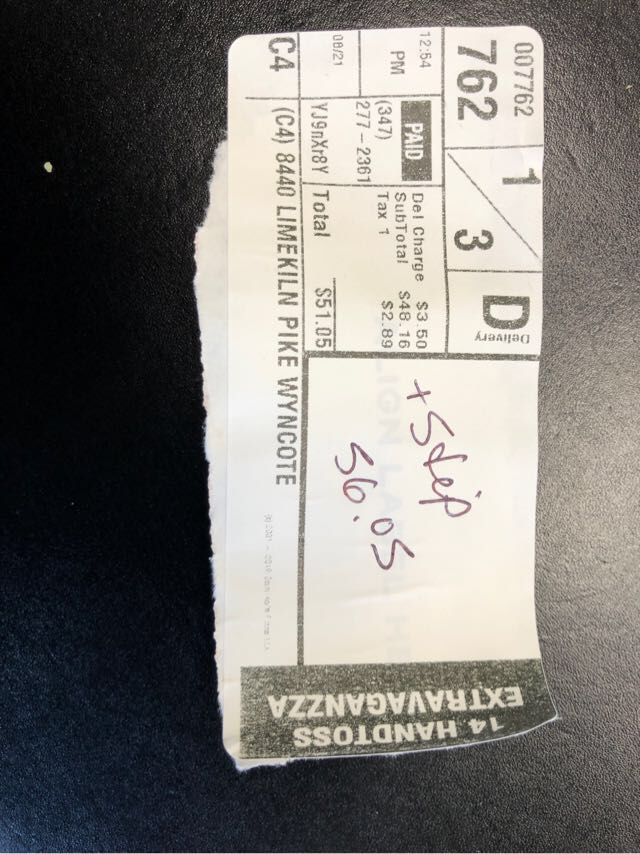 007762
762
1/3
D
Delivery
12:54
PM
PAID
(347)
277-2361
Del Charge $3.50
SubTotal $48.16
Tax 1 $2.89
08/21
YJ9nXr8Y
Total $51.05
C4
(C4) 8440 LIMEKILN PIKE WYNCOTE
+5 tip
56.05
14 HANDTOSS
EXTRAVAGANZZA